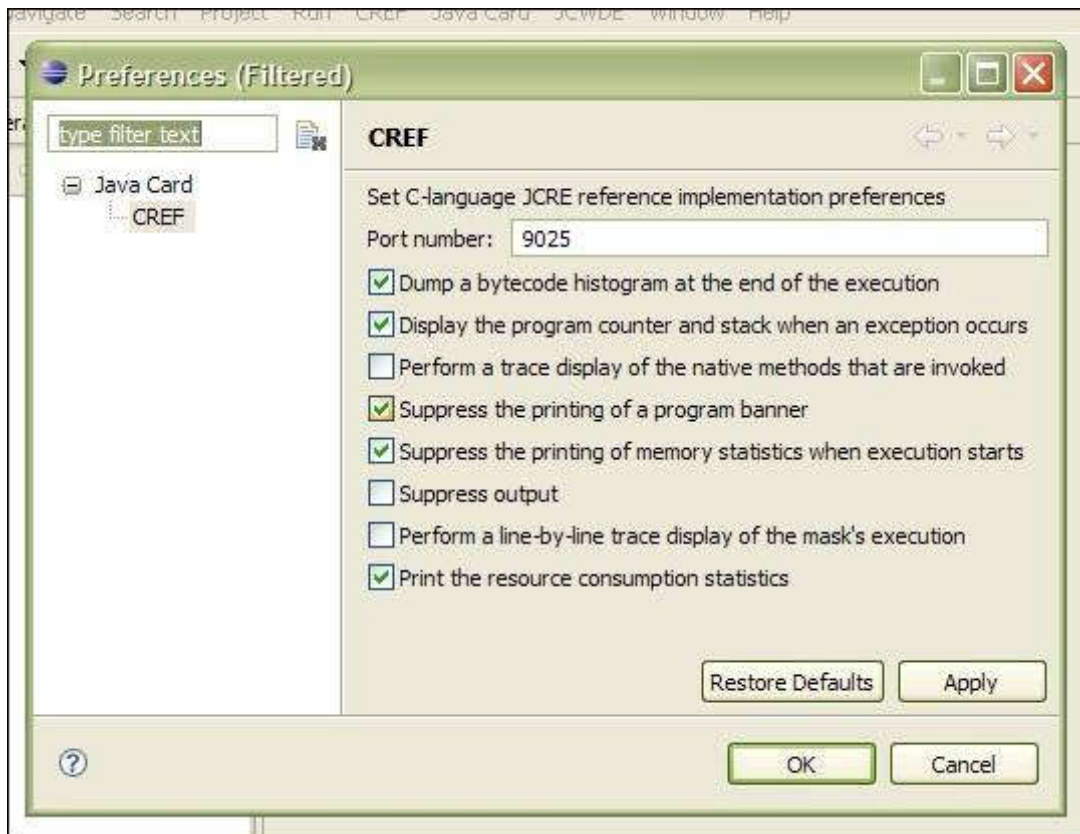 avigate Search Project Run CREF Java Card JCWDE Window Help
Preferences (Filtered)
type filter text
Java Card
CREF
CREF
Set C-language JCRE reference implementation preferences
Port number: 9025
Dump a bytecode histogram at the end of the execution
Display the program counter and stack when an exception occurs
Perform a trace display of the native methods that are invoked
Suppress the printing of a program banner
Suppress the printing of memory statistics when execution starts
Suppress output
Perform a line-by-line trace display of the mask's execution
Print the resource consumption statistics
Restore Defaults Apply
? OK Cancel